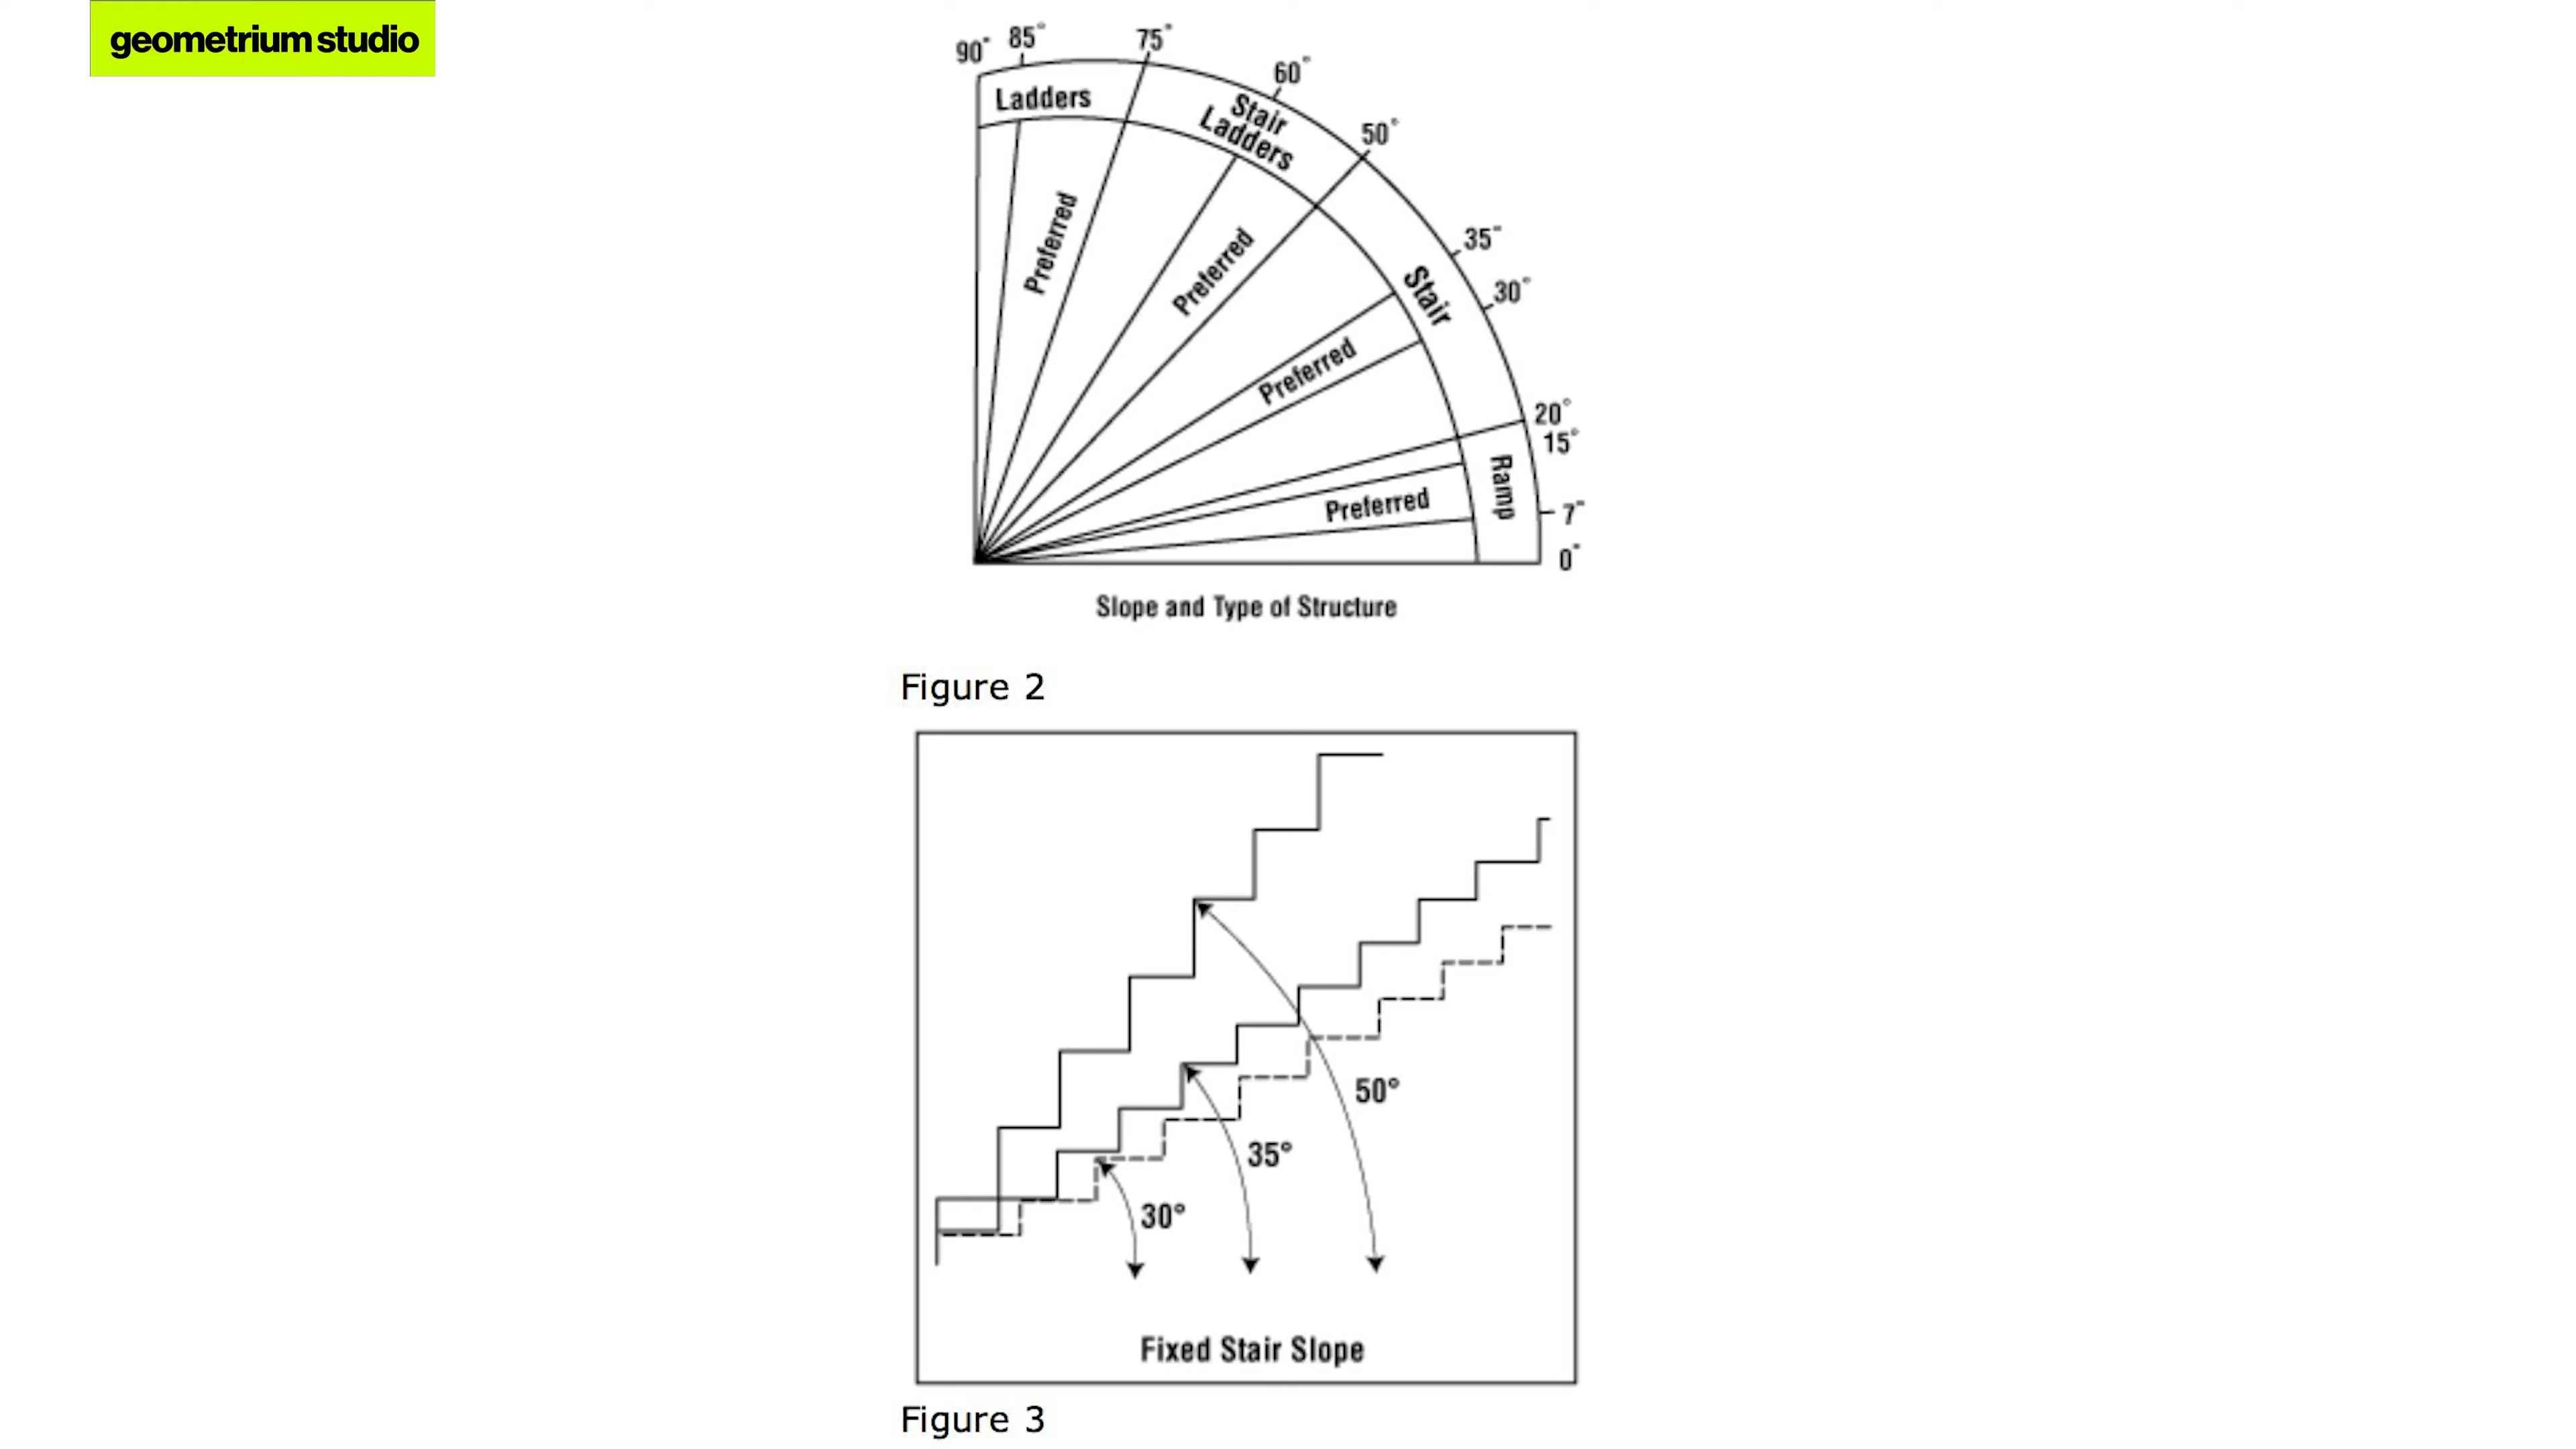 geometrium studio
90°
85°
75°
60°
50°
35°
30°
20°
15°
7°
0°
Ladders
Stair
Ladders
Stair
Ramp
Preferred
Preferred
Preferred
Preferred
Slope and Type of Structure
Figure 2
50°
35°
30°
Fixed Stair Slope
Figure 3